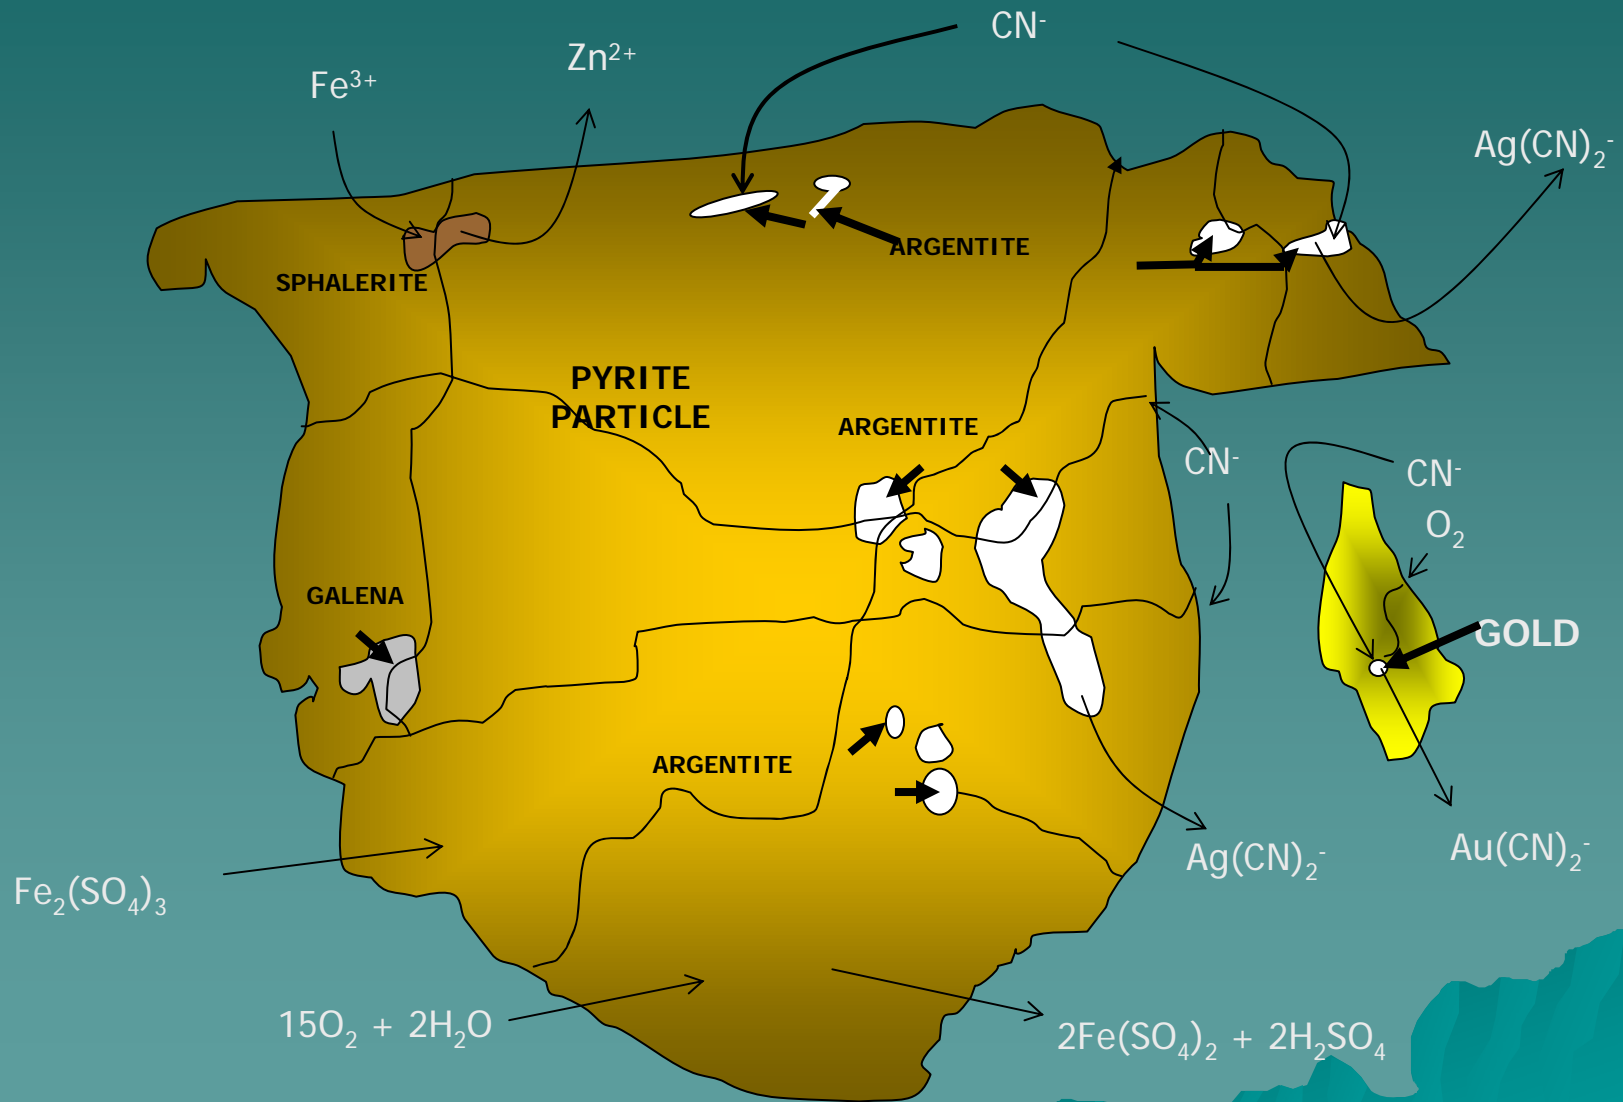 CN⁻
Zn²⁺
Fe³⁺
Ag(CN)₂⁻
ARGENTITE
SPHALERITE
PYRITE
PARTICLE
ARGENTITE
CN⁻
CN⁻
O₂
GALENA
GOLD
ARGENTITE
Ag(CN)₂⁻
Au(CN)₂⁻
Fe₂(SO₄)₃
15O₂ + 2H₂O
2Fe(SO₄)₂ + 2H₂SO₄